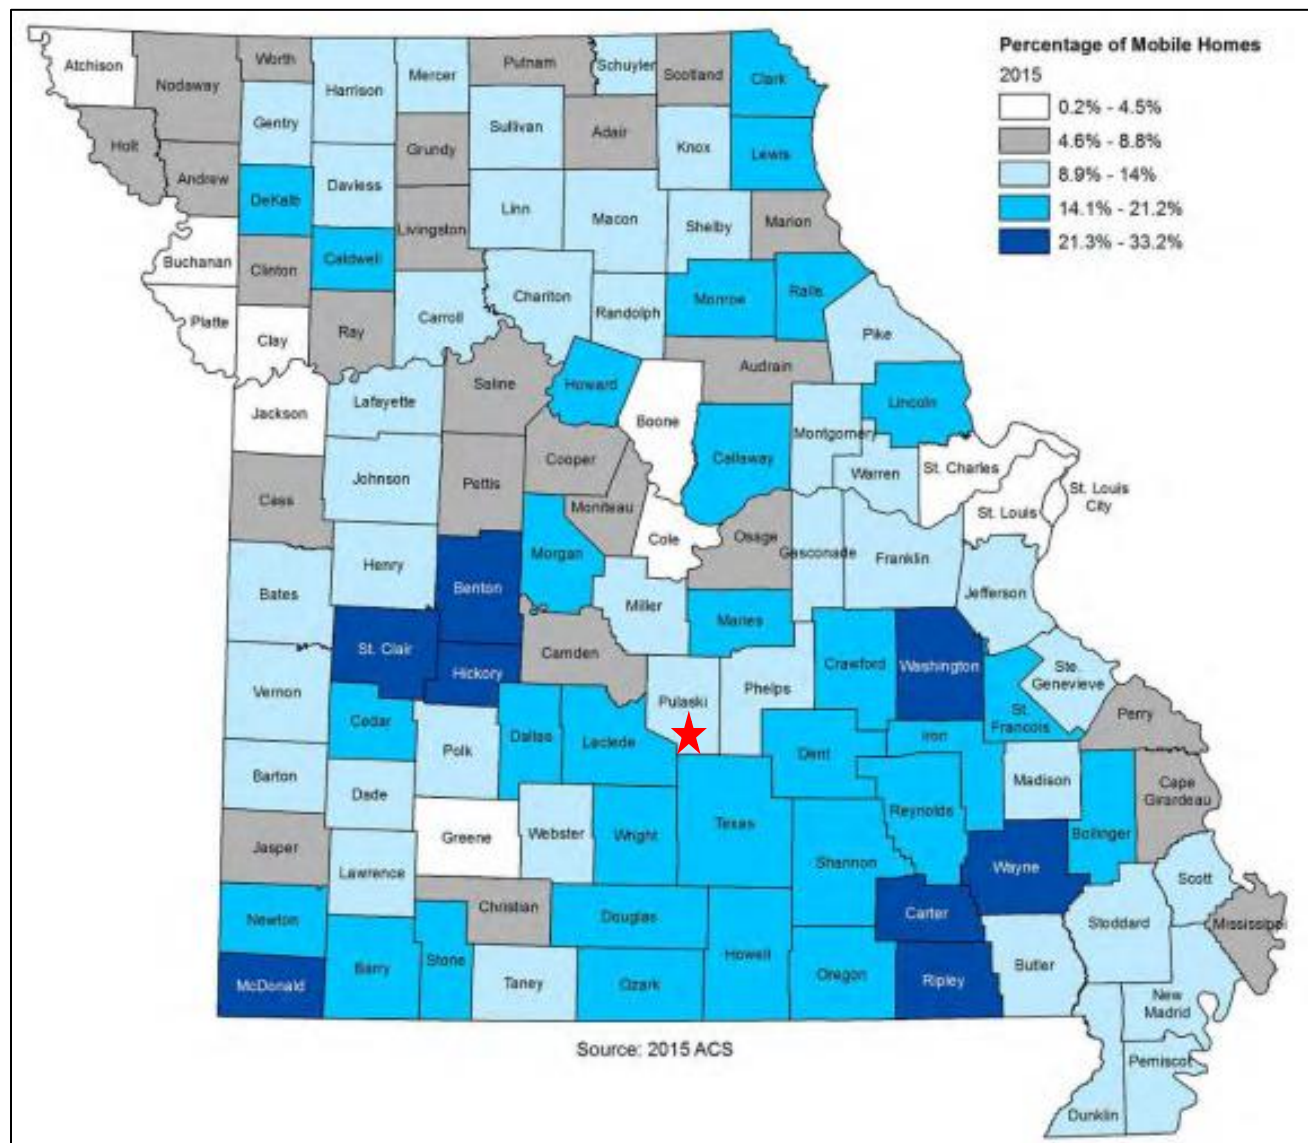 Percentage of Mobile Homes
2015
0.2% - 4.5%
4.6% - 8.8%
8.9% - 14%
14.1% - 21.2%
21.3% - 33.2%
Atchison
Nodaway
Worth
Harrison
Mercer
Putnam
Schuyler
Scotland
Clark
Holt
Gentry
Sullivan
Adair
Knox
Lewis
Andrew
DeKalb
Daviess
Grundy
Linn
Macon
Shelby
Marion
Buchanan
Clinton
Caldwell
Livingston
Chariton
Randolph
Monroe
Ralls
Platte
Clay
Ray
Carroll
Pike
Saline
Howard
Audrain
Jackson
Lafayette
Boone
Lincoln
Montgomery
Callaway
Warren
St. Charles
St. Louis
City
St. Louis
Johnson
Pettis
Cooper
Cass
Moniteau
Cole
Osage
Gasconade
Franklin
Morgan
Henry
Benton
Bates
Miller
Maries
Jefferson
St. Clair
Hickory
Camden
Crawford
Washington
Ste.
Genevieve
Vernon
Pulaski
Phelps
St.
Francois
Perry
Cedar
Polk
Dallas
Laclede
Dent
Iron
Barton
Dade
Madison
Cape
Girardeau
Greene
Webster
Wright
Texas
Reynolds
Bollinger
Jasper
Lawrence
Shannon
Wayne
Scott
Newton
Christian
Douglas
Carter
Stoddard
Mississippi
McDonald
Barry
Stone
Taney
Ozark
Howell
Oregon
Ripley
Butler
New
Madrid
Pemiscot
Dunklin
Source: 2015 ACS